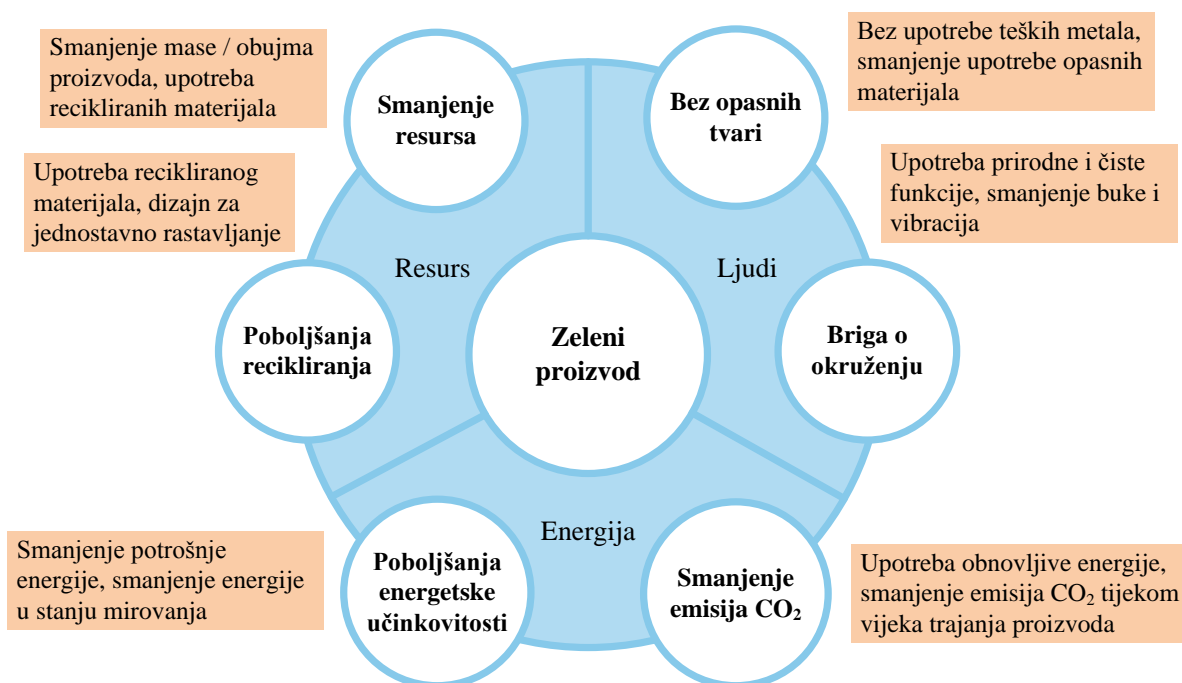 Smanjenje mase / obujma
proizvoda, upotreba
recikliranih materijala
Smanjenje
resursa
Bez opasnih
tvari
Bez upotrebe teških metala,
smanjenje upotrebe opasnih
materijala
Upotreba recikliranog
materijala, dizajn za
jednostavno rastavljanje
Upotreba prirodne i čiste
funkcije, smanjenje buke i
vibracija
Resurs
Ljudi
Poboljšanja
recikliranja
Zeleni
proizvod
Briga o
okruženju
Energija
Smanjenje potrošnje
energije, smanjenje energije
u stanju mirovanja
Poboljšanja
energetske
učinkovitosti
Smanjenje
emisija CO₂
Upotreba obnovljive energije,
smanjenje emisija CO₂ tijekom
vijeka trajanja proizvoda